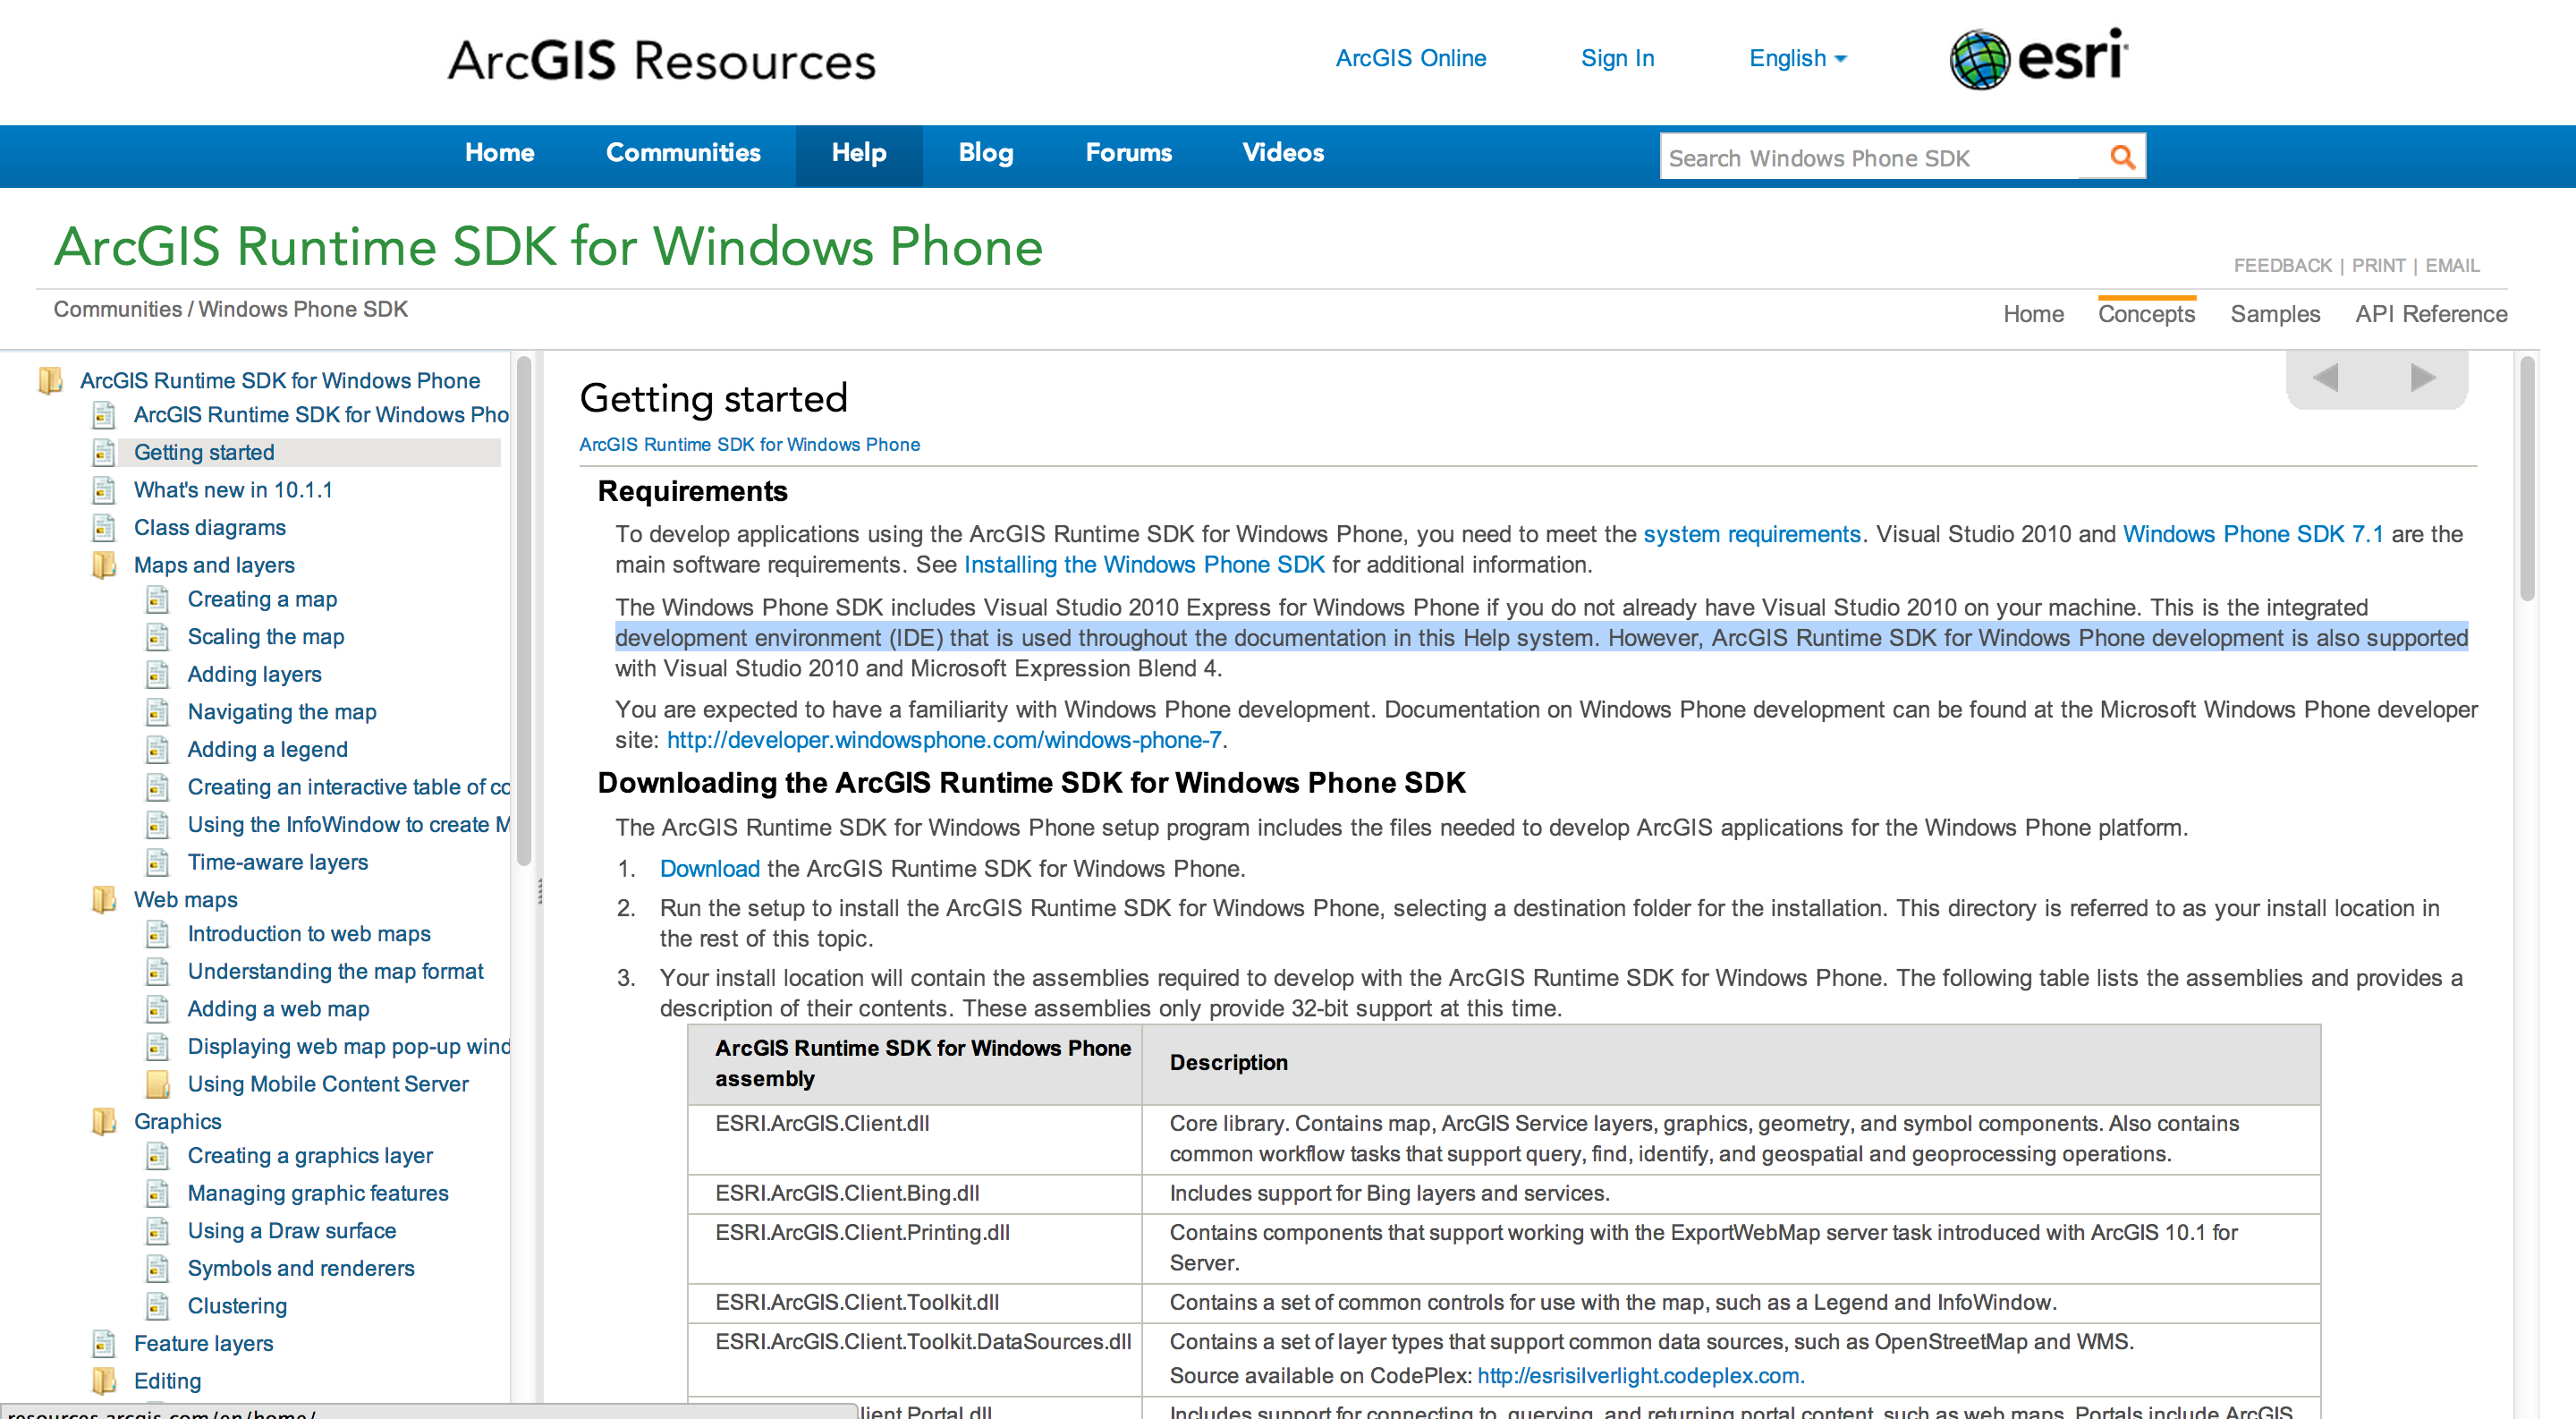 ArcGIS Resources
ArcGIS Online
Sign In
English
esri
Home
Communities
Help
Blog
Forums
Videos
Search Windows Phone SDK
ArcGIS Runtime SDK for Windows Phone
FEEDBACK | PRINT | EMAIL
Communities / Windows Phone SDK
Home
Concepts
Samples
API Reference
ArcGIS Runtime SDK for Windows Phone
ArcGIS Runtime SDK for Windows Pho
Getting started
What's new in 10.1.1
Class diagrams
Maps and layers
Creating a map
Scaling the map
Adding layers
Navigating the map
Adding a legend
Creating an interactive table of co
Using the InfoWindow to create M
Time-aware layers
Web maps
Introduction to web maps
Understanding the map format
Adding a web map
Displaying web map pop-up wind
Using Mobile Content Server
Graphics
Creating a graphics layer
Managing graphic features
Using a Draw surface
Symbols and renderers
Clustering
Feature layers
Editing
resources.arcgis.com/en/home/
Getting started
ArcGIS Runtime SDK for Windows Phone
Requirements
To develop applications using the ArcGIS Runtime SDK for Windows Phone, you need to meet the system requirements. Visual Studio 2010 and Windows Phone SDK 7.1 are the
main software requirements. See Installing the Windows Phone SDK for additional information.
The Windows Phone SDK includes Visual Studio 2010 Express for Windows Phone if you do not already have Visual Studio 2010 on your machine. This is the integrated
development environment (IDE) that is used throughout the documentation in this Help system. However, ArcGIS Runtime SDK for Windows Phone development is also supported
with Visual Studio 2010 and Microsoft Expression Blend 4.
You are expected to have a familiarity with Windows Phone development. Documentation on Windows Phone development can be found at the Microsoft Windows Phone developer
site: http://developer.windowsphone.com/windows-phone-7.
Downloading the ArcGIS Runtime SDK for Windows Phone SDK
The ArcGIS Runtime SDK for Windows Phone setup program includes the files needed to develop ArcGIS applications for the Windows Phone platform.
1. Download the ArcGIS Runtime SDK for Windows Phone.
2. Run the setup to install the ArcGIS Runtime SDK for Windows Phone, selecting a destination folder for the installation. This directory is referred to as your install location in
the rest of this topic.
3. Your install location will contain the assemblies required to develop with the ArcGIS Runtime SDK for Windows Phone. The following table lists the assemblies and provides a
description of their contents. These assemblies only provide 32-bit support at this time.
ArcGIS Runtime SDK for Windows Phone
assembly
Description
ESRI.ArcGIS.Client.dll
Core library. Contains map, ArcGIS Service layers, graphics, geometry, and symbol components. Also contains
common workflow tasks that support query, find, identify, and geospatial and geoprocessing operations.
ESRI.ArcGIS.Client.Bing.dll
Includes support for Bing layers and services.
ESRI.ArcGIS.Client.Printing.dll
Contains components that support working with the ExportWebMap server task introduced with ArcGIS 10.1 for
Server.
ESRI.ArcGIS.Client.Toolkit.dll
Contains a set of common controls for use with the map, such as a Legend and InfoWindow.
ESRI.ArcGIS.Client.Toolkit.DataSources.dll
Contains a set of layer types that support common data sources, such as OpenStreetMap and WMS.
Source available on CodePlex: http://esrisilverlight.codeplex.com.
lient.Portal.dll
Includes support for connecting to, querying, and returning portal content, such as web maps. Portals include ArcGIS